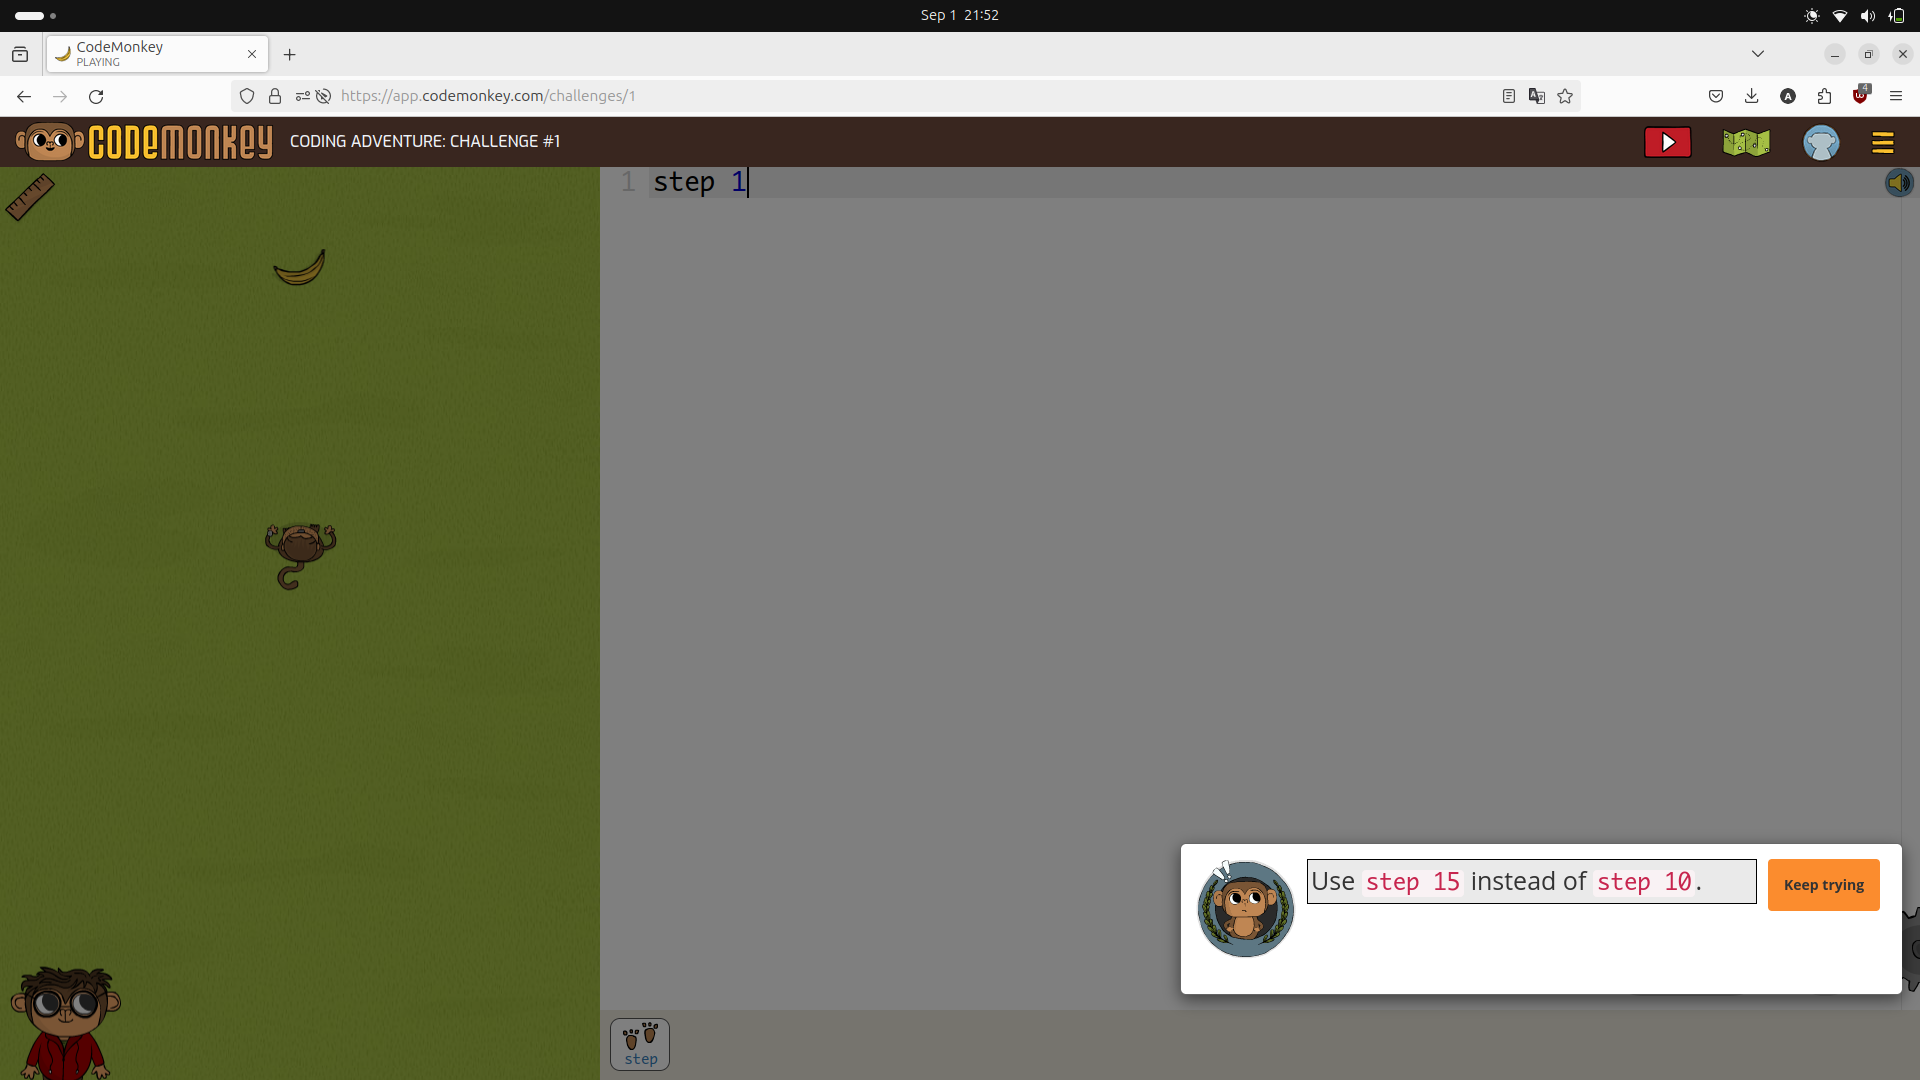 Sep 1 21:52
CodeMonkey
PLAYING
https://app.codemonkey.com/challenges/1
4
CODEMONKEY
CODING ADVENTURE: CHALLENGE #1
1 step 1
Use step 15 instead of step 10.
Keep trying
step